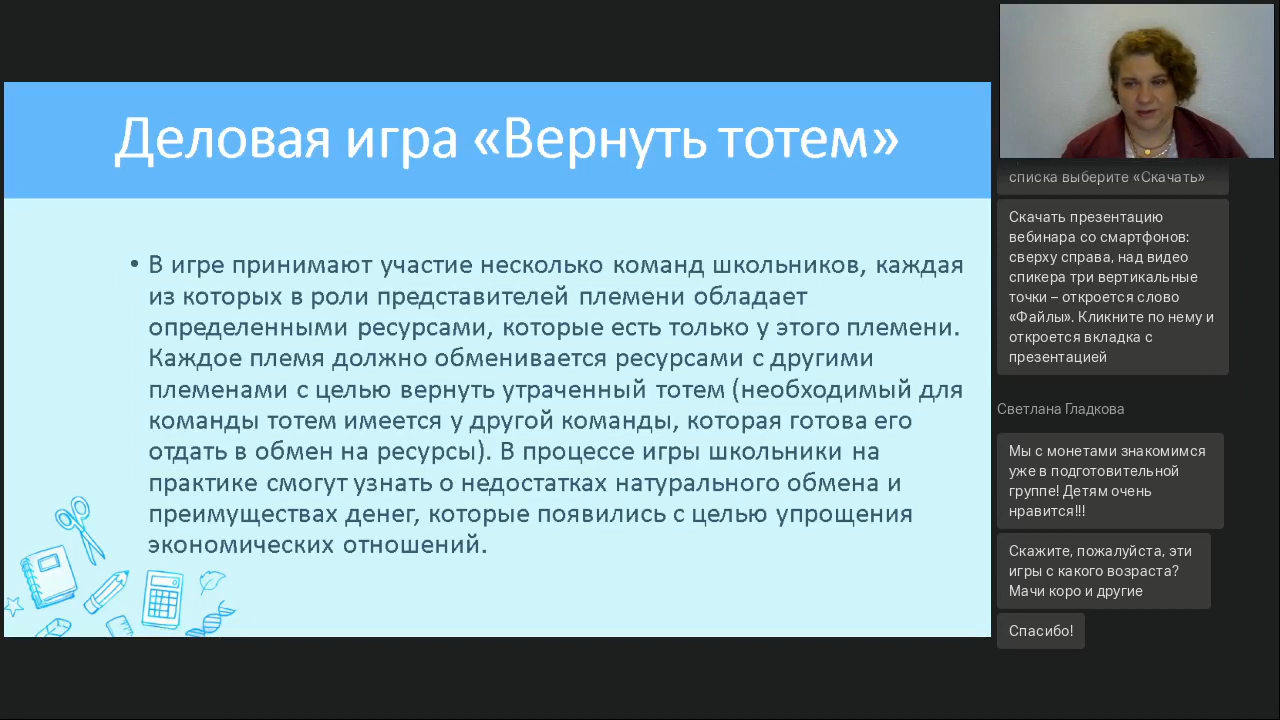 Деловая игра «Вернуть тотем»
• В игре принимают участие несколько команд школьников, каждая
из которых в роли представителей племени обладает
определенными ресурсами, которые есть только у этого племени.
Каждое племя должно обменивается ресурсами с другими
племенами с целью вернуть утраченный тотем (необходимый для
команды тотем имеется у другой команды, которая готова его
отдать в обмен на ресурсы). В процессе игры школьники на
практике смогут узнать о недостатках натурального обмена и
преимуществах денег, которые появились с целью упрощения
экономических отношений.
списка выберите «Скачать»
Скачать презентацию
вебинара со смартфонов:
сверху справа, над видео
спикера три вертикальные
точки – откроется слово
«Файлы». Кликните по нему и
откроется вкладка с
презентацией
Светлана Гладкова
Мы с монетами знакомимся
уже в подготовительной
группе! Детям очень
нравится!!!
Скажите, пожалуйста, эти
игры с какого возраста?
Мачи коро и другие
Спасибо!